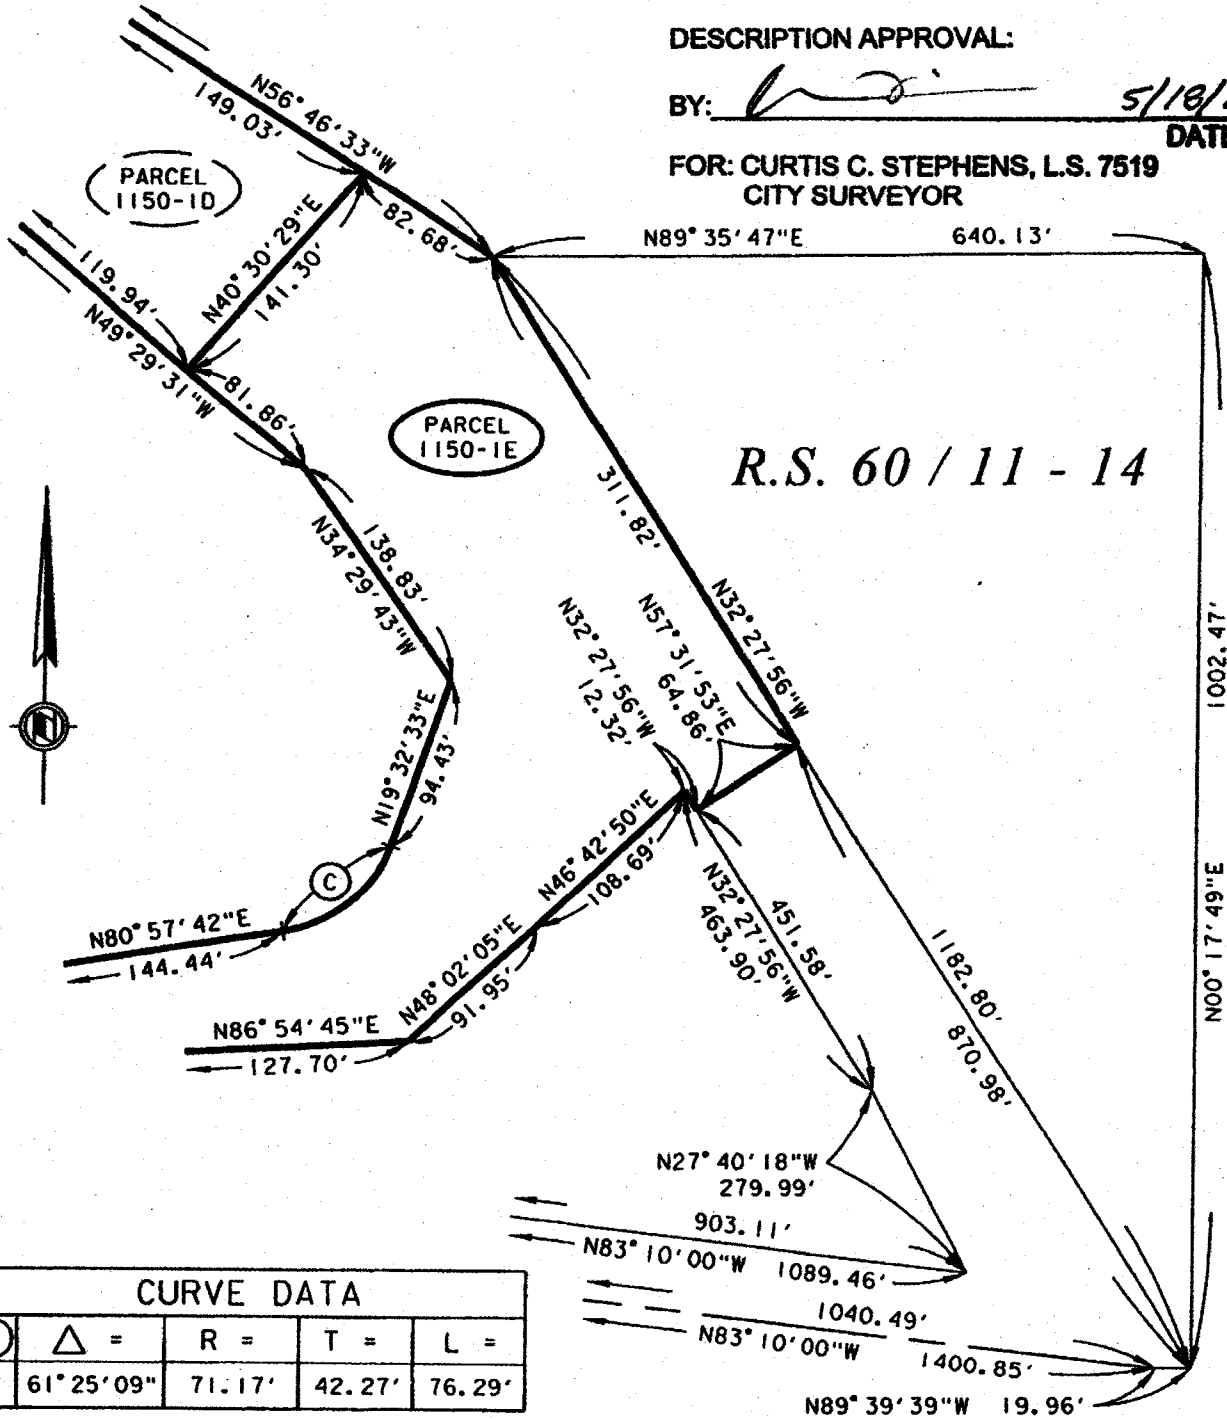 DESCRIPTION APPROVAL:
BY: 5/18/
DATE
FOR: CURTIS C. STEPHENS, L.S. 7519
CITY SURVEYOR
N56°46'33"W
149.03'
PARCEL
1150-1D
N40°30'29"E
141.30'
82.68'
N89°35'47"E 640.13'
119.94'
N49°29'31"W
81.86'
PARCEL
1150-1E
R.S. 60 / 11 - 14
311.82'
N32°27'56"W
138.83'
N34°29'43"W
N57°31'53"E
64.86'
N32°27'56"W
12.32'
1002.47'
N00°17'49"E
N19°32'33"E
94.43'
C
N80°57'42"E
144.44'
N46°42'50"E
108.69'
N48°02'05"E
91.95'
N86°54'45"E
127.70'
451.58'
N32°27'56"W
463.90'
1182.80'
870.98'
N27°40'18"W
279.99'
903.11'
N83°10'00"W 1089.46'
1040.49'
N83°10'00"W 1400.85'
N89°39'39"W 19.96'
CURVE DATA
△ = R = T = L =
61°25'09" 71.17' 42.27' 76.29'